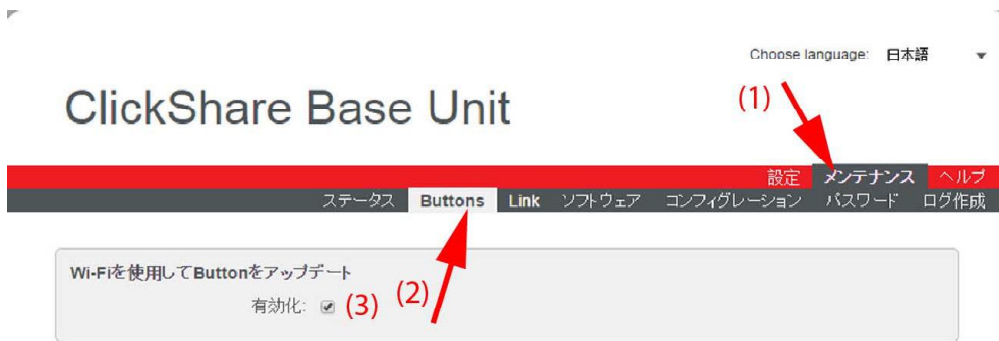 Choose language: 日本語
ClickShare Base Unit
(1)
設定 メンテナンス ヘルプ
ステータス Buttons Link ソフトウェア コンフィグレーション パスワード ログ作成
Wi-Fiを使用してButtonをアップデート
有効化: (3) (2)